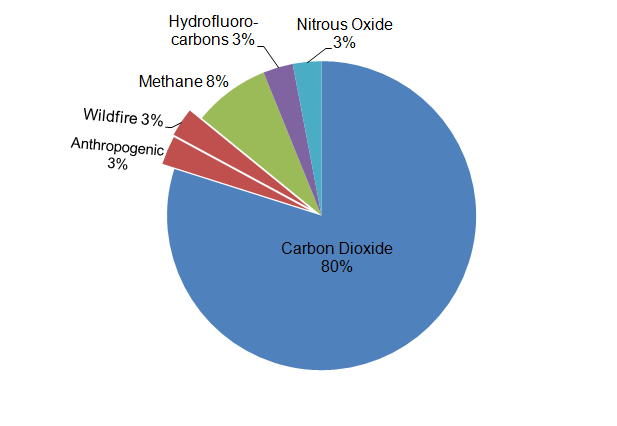 Hydrofluoro-
carbons 3%
Nitrous Oxide
3%
Methane 8%
Wildfire 3%
Anthropogenic
3%
Carbon Dioxide
80%